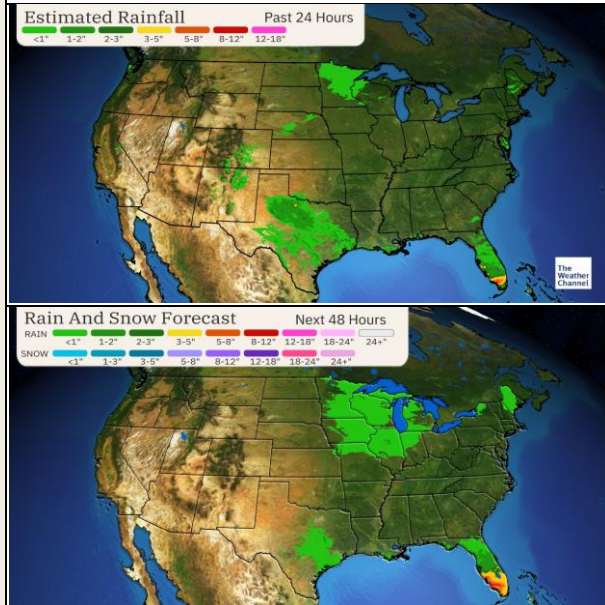 Estimated Rainfall Past 24 Hours
<1" 1-2" 2-3" 3-5" 5-8" 8-12" 12-18"
The
Weather
Channel
Rain And Snow Forecast Next 48 Hours
RAIN
<1" 1-2" 2-3" 3-5" 5-8" 8-12" 12-18" 18-24" 24+"
SNOW
<1" 1-3" 3-5" 5-8" 8-12" 12-18" 18-24" 24+"